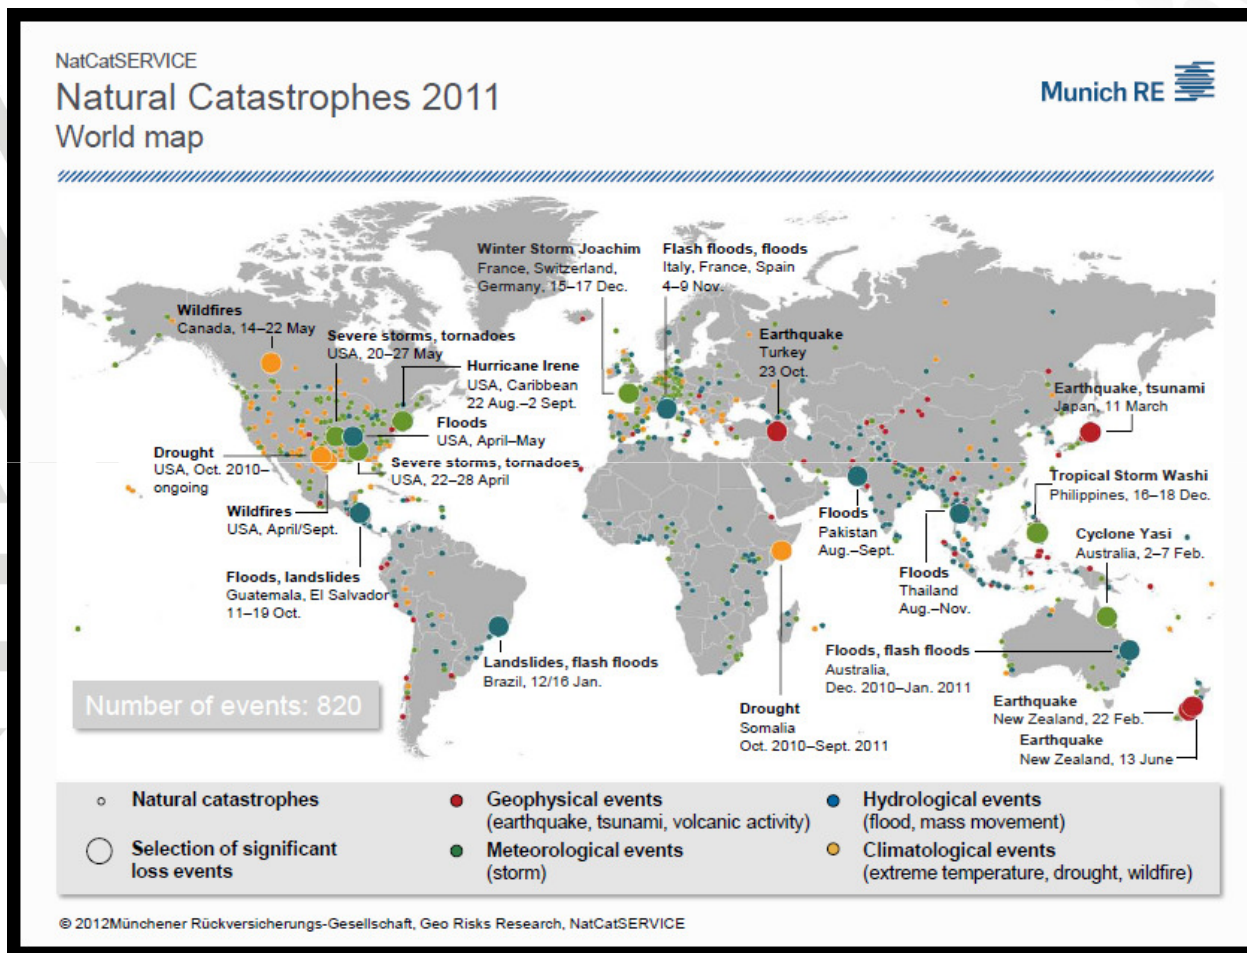 NatCatSERVICE
Natural Catastrophes 2011
World map
Munich RE
Winter Storm Joachim
France, Switzerland,
Germany, 15–17 Dec.
Flash floods, floods
Italy, France, Spain
4–9 Nov.
Wildfires
Canada, 14–22 May
Severe storms, tornadoes
USA, 20–27 May
Hurricane Irene
USA, Caribbean
22 Aug.–2 Sept.
Earthquake
Turkey
23 Oct.
Earthquake, tsunami
Japan, 11 March
Floods
USA, April–May
Drought
USA, Oct. 2010–
ongoing
Severe storms, tornadoes
USA, 22–28 April
Tropical Storm Washi
Philippines, 16–18 Dec.
Wildfires
USA, April/Sept.
Floods
Pakistan
Aug.–Sept.
Cyclone Yasi
Australia, 2–7 Feb.
Floods, landslides
Guatemala, El Salvador
11–19 Oct.
Floods
Thailand
Aug.–Nov.
Landslides, flash floods
Brazil, 12/16 Jan.
Floods, flash floods
Australia,
Dec. 2010–Jan. 2011
Number of events: 820
Drought
Somalia
Oct. 2010–Sept. 2011
Earthquake
New Zealand, 22 Feb.
Earthquake
New Zealand, 13 June
Natural catastrophes
Selection of significant
loss events
Geophysical events
(earthquake, tsunami, volcanic activity)
Meteorological events
(storm)
Hydrological events
(flood, mass movement)
Climatological events
(extreme temperature, drought, wildfire)
© 2012Münchener Rückversicherungs-Gesellschaft, Geo Risks Research, NatCatSERVICE